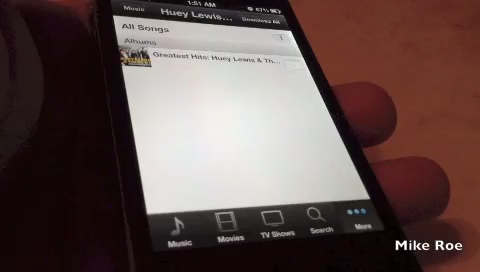 1:51 AM 67%
Music Huey Lewis... Download All
All Songs
Albums
Greatest Hits: Huey Lewis & Th...
Music Movies TV Shows Search More
Mike Roe